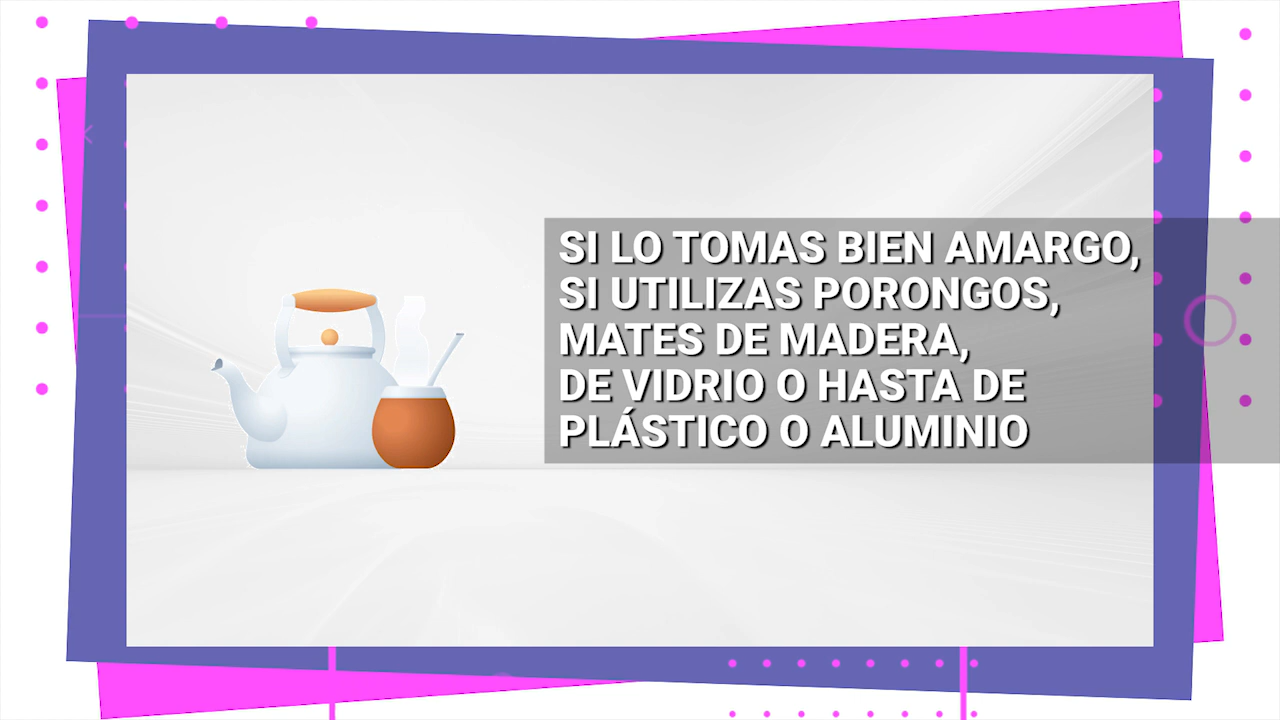 SI LO TOMAS BIEN AMARGO,
SI UTILIZAS PORONGOS,
MATES DE MADERA,
DE VIDRIO O HASTA DE
PLÁSTICO O ALUMINIO